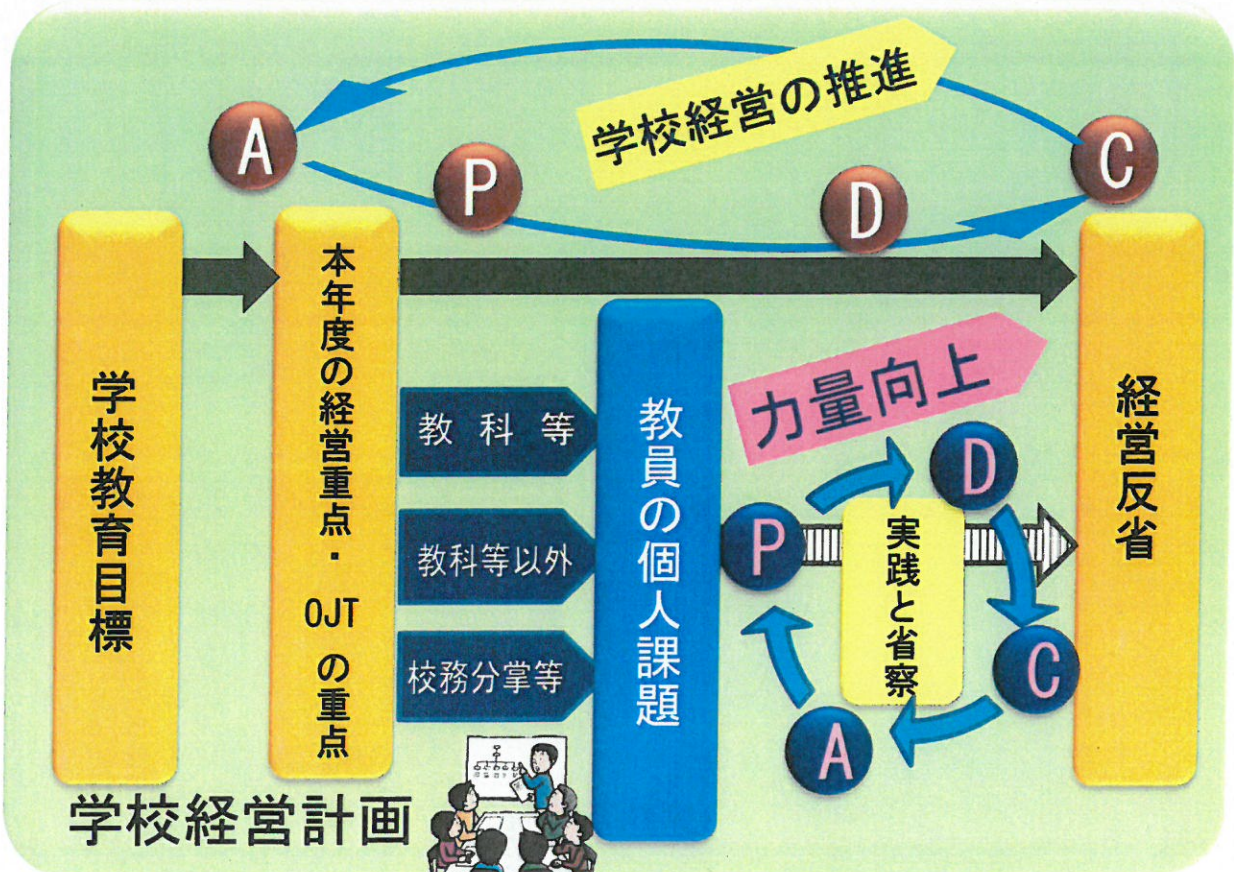 学校経営の推進
A
P
D
C
学校教育目標
本年度の経営重点・OJTの重点
教科等
教科等以外
校務分掌等
教員の個人課題
力量向上
P
D
C
A
実践と省察
経営反省
学校経営計画